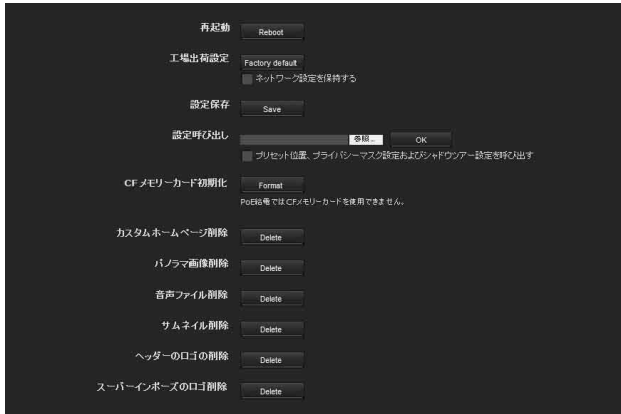 再起動 Reboot
工場出荷設定 Factory default
ネットワーク設定を保持する
設定保存 Save
設定呼び出し 参照... OK
プリセット位置、プライバシーマスク設定およびシャドウツアー設定を呼び出す
CFメモリーカード初期化 Format
PoE給電ではCFメモリーカードを使用できません。
カスタムホームページ削除 Delete
パノラマ画像削除 Delete
音声ファイル削除 Delete
サムネイル削除 Delete
ヘッダーのロゴの削除 Delete
スーパーインポーズのロゴ削除 Delete